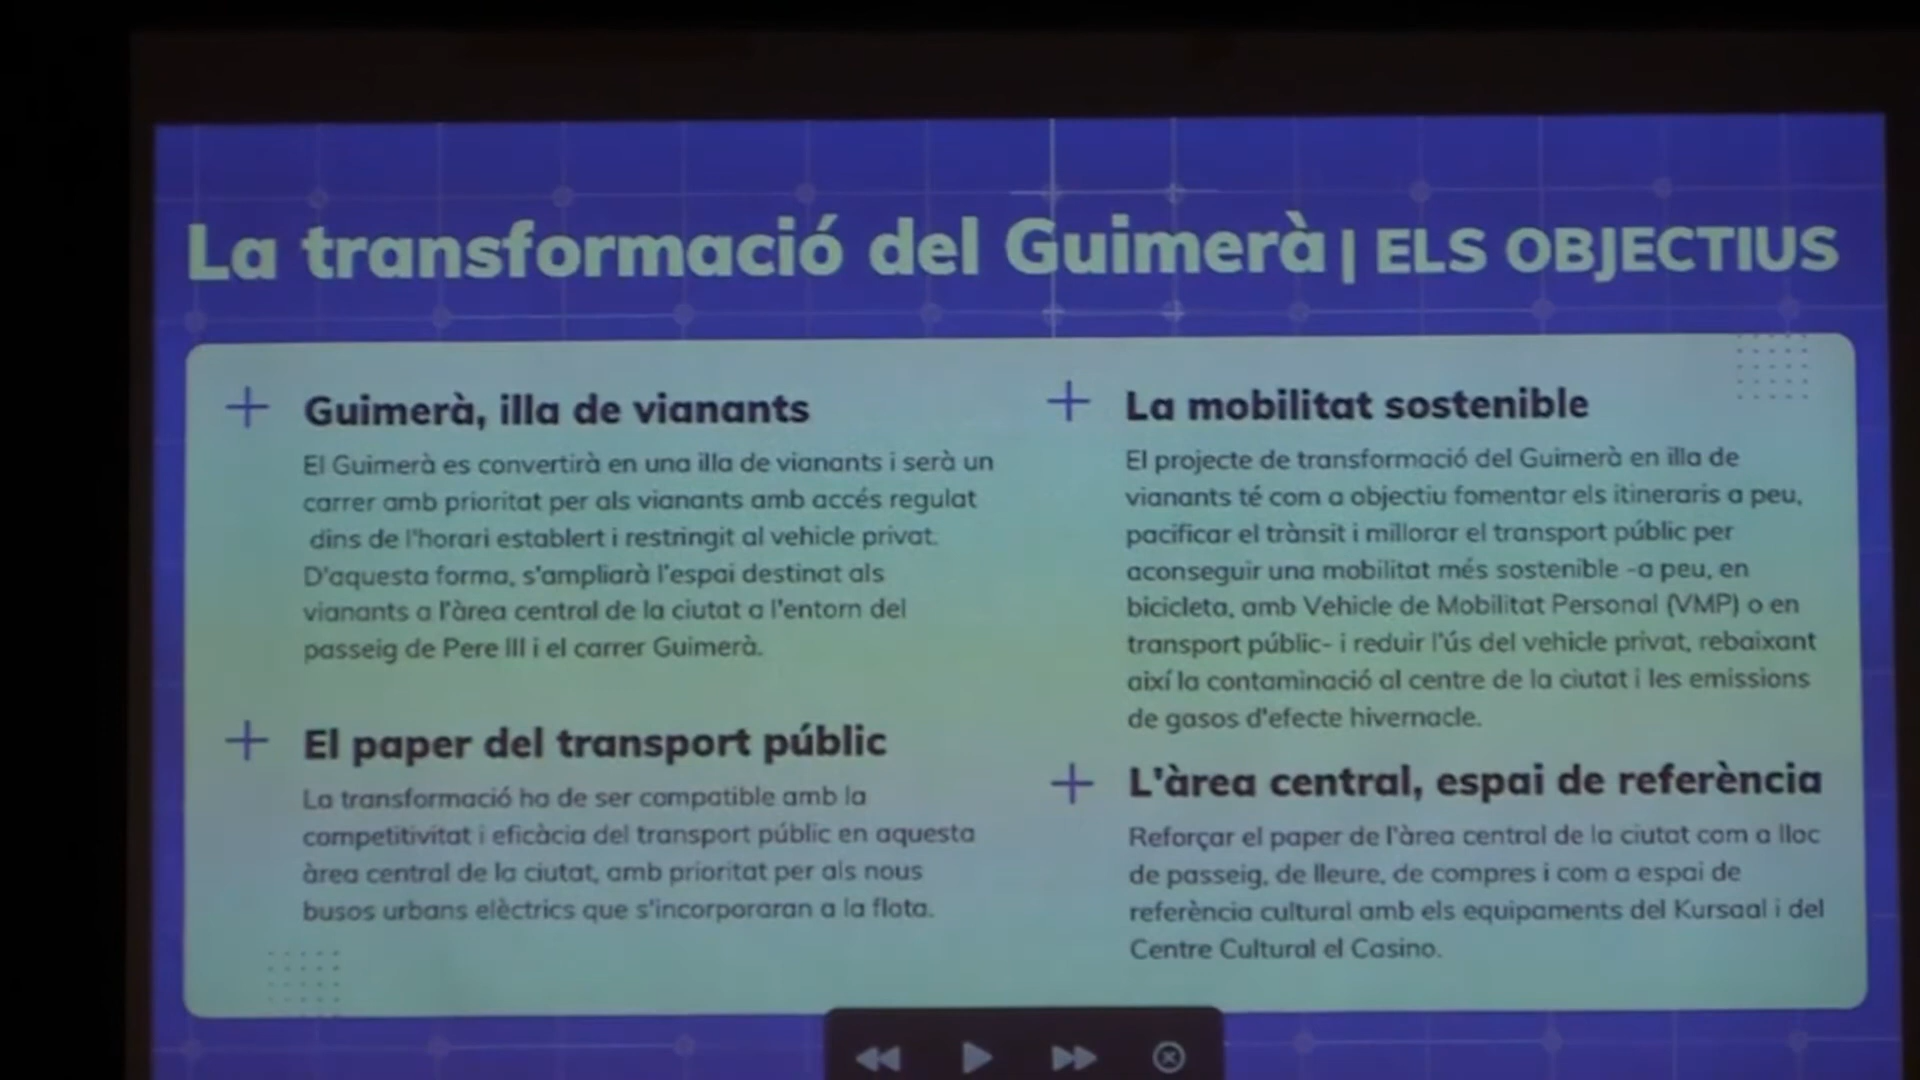 La transformació del Guimerà | ELS OBJECTIUS
Guimerà, illa de vianants
El Guimerà es convertirà en una illa de vianants i serà un
carrer amb prioritat per als vianants amb accés regulat
dins de l'horari establert i restringit al vehicle privat.
D'aquesta forma, s'ampliarà l'espai destinat als
vianants a l'àrea central de la ciutat a l'entorn del
passeig de Pere III i el carrer Guimerà.
El paper del transport públic
La transformació ha de ser compatible amb la
competitivitat i eficàcia del transport públic en aquesta
àrea central de la ciutat, amb prioritat per als nous
busos urbans elèctrics que s'incorporaran a la flota.
La mobilitat sostenible
El projecte de transformació del Guimerà en illa de
vianants té com a objectiu fomentar els itineraris a peu,
pacificar el trànsit i millorar el transport públic per
aconseguir una mobilitat més sostenible -a peu, en
bicicleta, amb Vehicle de Mobilitat Personal (VMP) o en
transport públic- i reduir l'ús del vehicle privat, rebaixant
així la contaminació al centre de la ciutat i les emissions
de gasos d'efecte hivernacle.
L'àrea central, espai de referència
Reforçar el paper de l'àrea central de la ciutat com a lloc
de passeig, de lleure, de compres i com a espai de
referència cultural amb els equipaments del Kursaal i del
Centre Cultural el Casino.